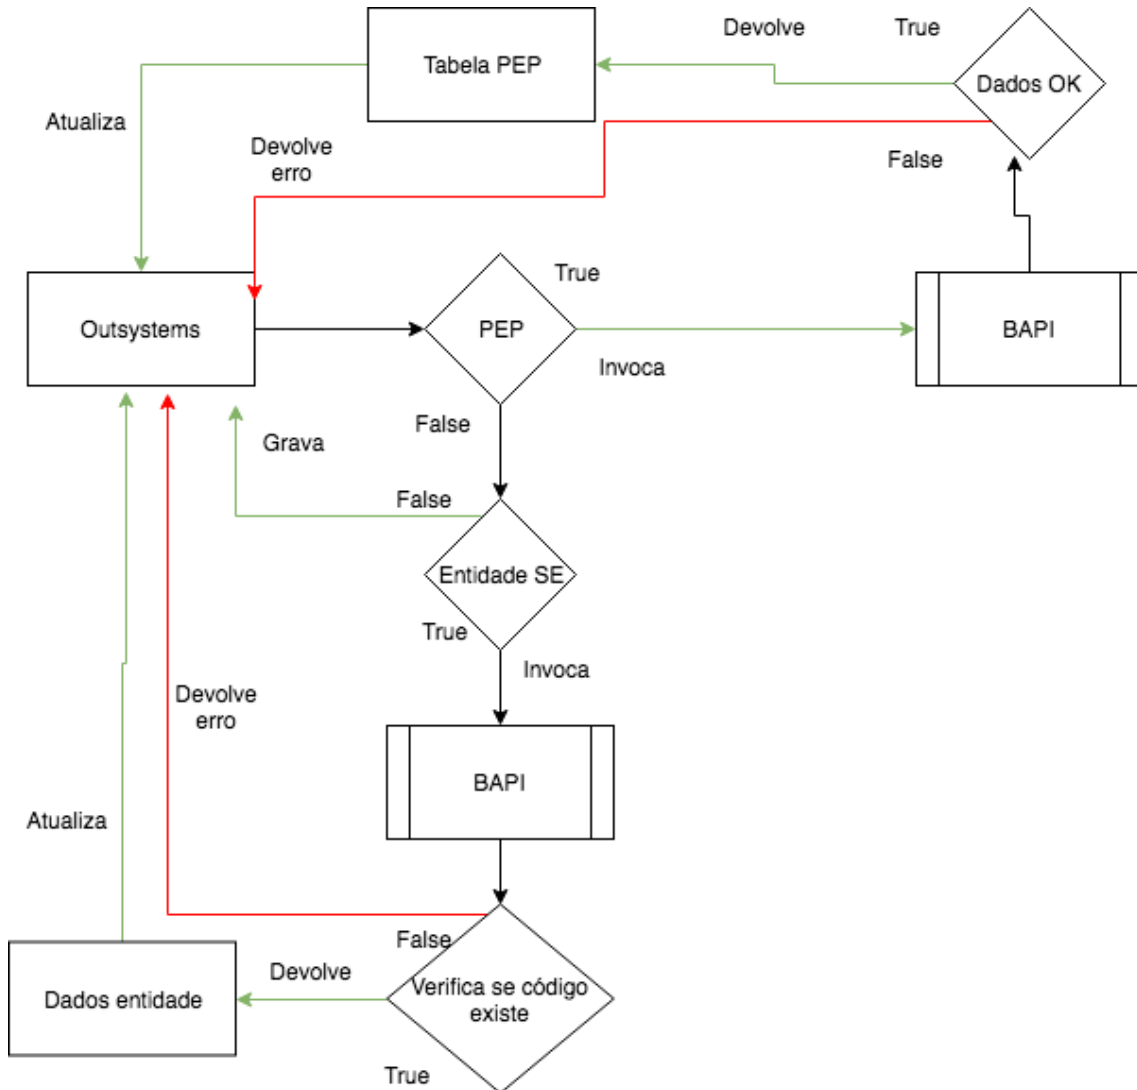 Devolve
True
Tabela PEP
Dados OK
Atualiza
Devolve
erro
False
True
Outsystems
PEP
BAPI
Invoca
False
Grava
False
Entidade SE
True
Invoca
Devolve
erro
BAPI
Atualiza
False
Devolve
Verifica se código
existe
Dados entidade
True